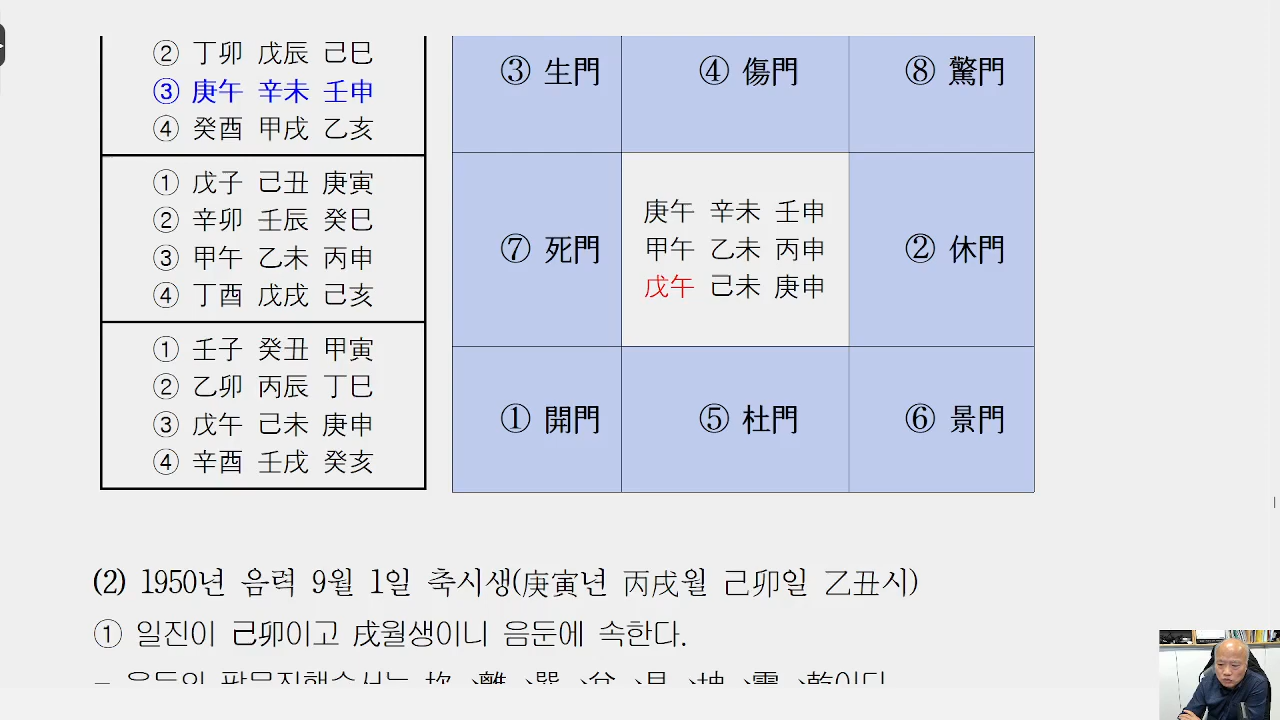 ② 丁卯 戊辰 己巳
③ 庚午 辛未 壬申
④ 癸酉 甲戌 乙亥
① 戊子 己丑 庚寅
② 辛卯 壬辰 癸巳
③ 甲午 乙未 丙申
④ 丁酉 戊戌 己亥
① 壬子 癸丑 甲寅
② 乙卯 丙辰 丁巳
③ 戊午 己未 庚申
④ 辛酉 壬戌 癸亥
③ 生門 ④ 傷門 ⑧ 驚門
⑦ 死門
庚午 辛未 壬申
甲午 乙未 丙申
戊午 己未 庚申
② 休門
① 開門 ⑤ 杜門 ⑥ 景門
(2) 1950년 음력 9월 1일 축시생(庚寅년 丙戌월 己卯일 乙丑시)
① 일진이 己卯이고 戌월생이니 음둔에 속한다.